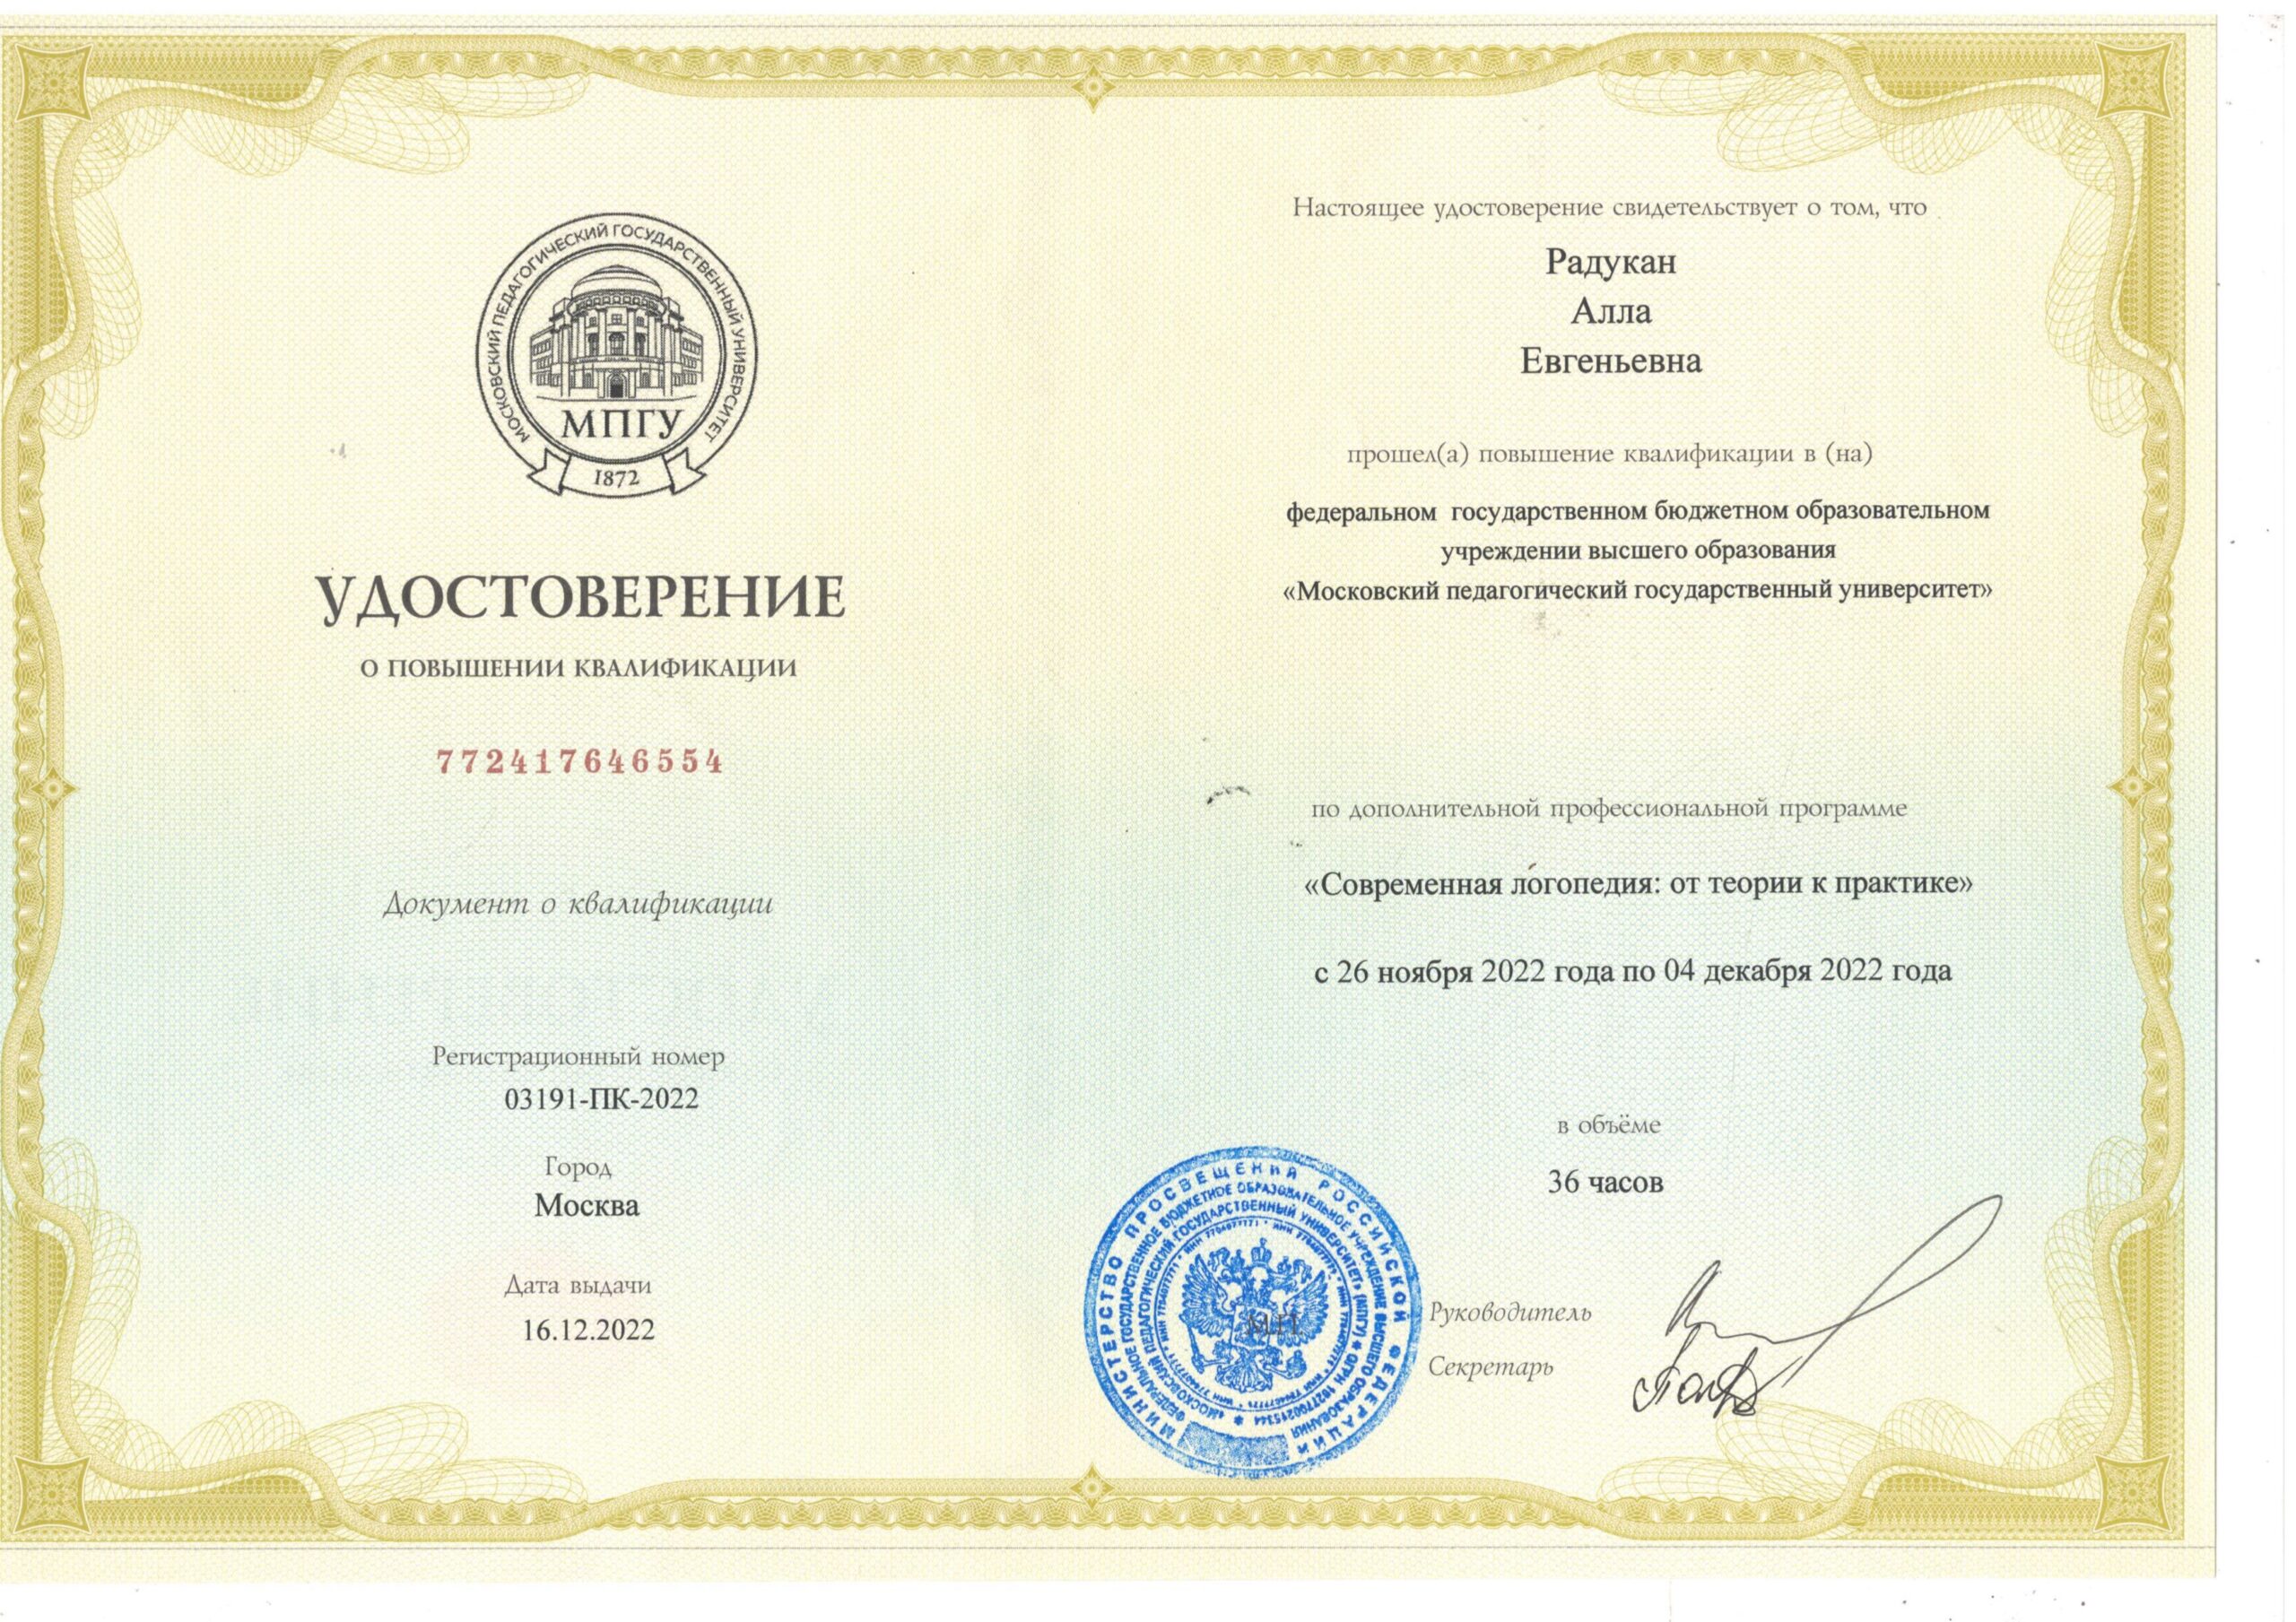 МОСКОВСКИЙ ПЕДАГОГИЧЕСКИЙ ГОСУДАРСТВЕННЫЙ УНИВЕРСИТЕТ
МПГУ
1872
УДОСТОВЕРЕНИЕ
О ПОВЫШЕНИИ КВАЛИФИКАЦИИ
772417646554
Документ о квалификации
Регистрационный номер
03191-ПК-2022
Город
Москва
Дата выдачи
16.12.2022
Настоящее удостоверение свидетельствует о том, что
Радукан
Алла
Евгеньевна
прошел(а) повышение квалификации в (на)
федеральном государственном бюджетном образовательном
учреждении высшего образования
«Московский педагогический государственный университет»
по дополнительной профессиональной программе
«Современная логопедия: от теории к практике»
с 26 ноября 2022 года по 04 декабря 2022 года
в объёме
36 часов
Руководитель
Секретарь
М.П.
МИНИСТЕРСТВО ПРОСВЕЩЕНИЯ РОССИЙСКОЙ ФЕДЕРАЦИИ
ФЕДЕРАЛЬНОЕ ГОСУДАРСТВЕННОЕ БЮДЖЕТНОЕ ОБРАЗОВАТЕЛЬНОЕ УЧРЕЖДЕНИЕ ВЫСШЕГО ОБРАЗОВАНИЯ
«МОСКОВСКИЙ ПЕДАГОГИЧЕСКИЙ ГОСУДАРСТВЕННЫЙ УНИВЕРСИТЕТ» (МПГУ) * ОГРН 1027700215344 *